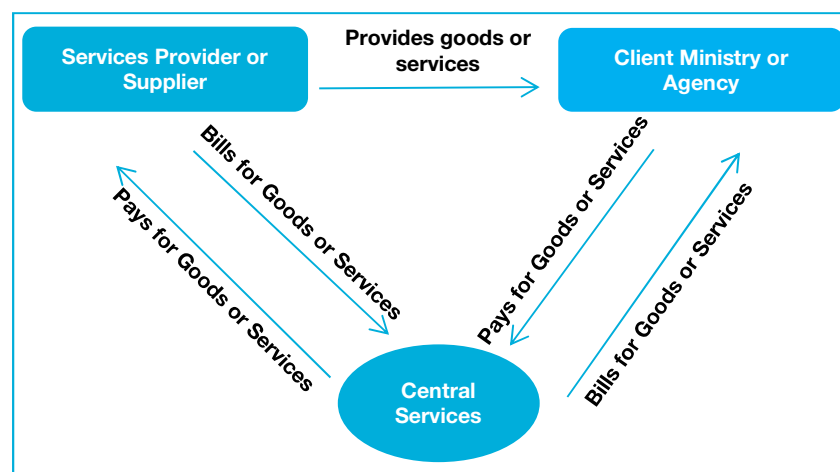 Services Provider or
Supplier
Provides goods or
services
Client Ministry or
Agency
Bills for Goods or Services
Pays for Goods or Services
Pays for Goods or Services
Bills for Goods or Services
Central
Services